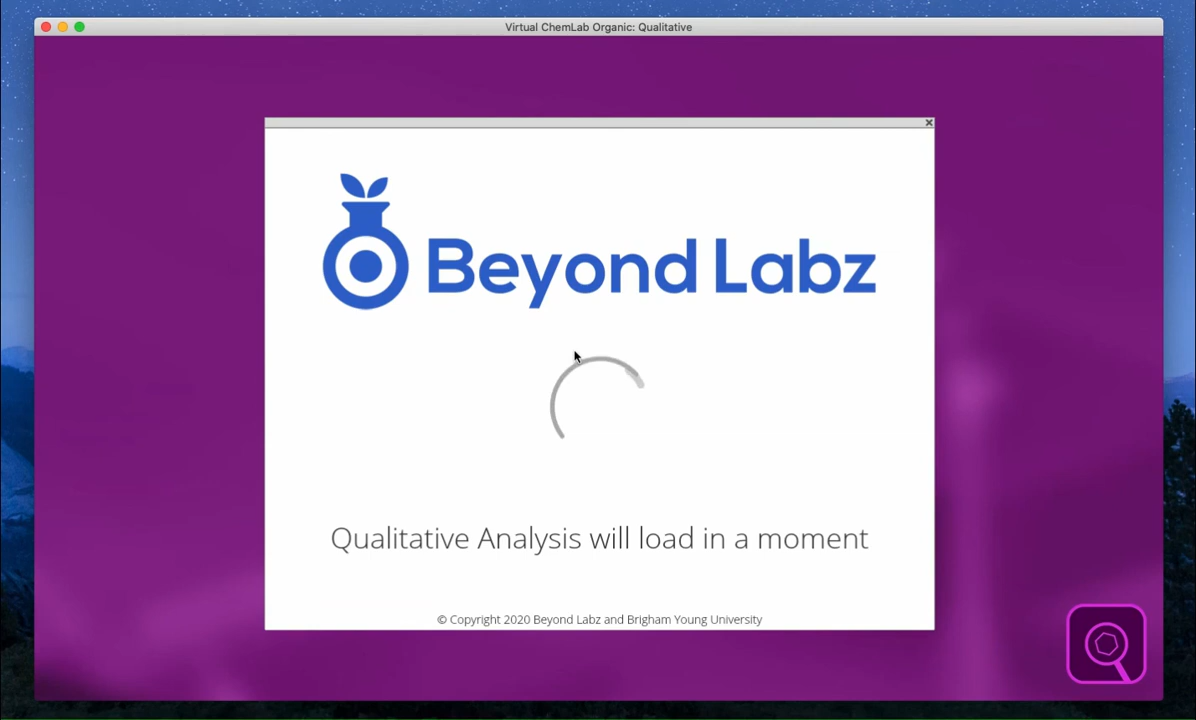 Virtual ChemLab Organic: Qualitative
Beyond Labz
Qualitative Analysis will load in a moment
© Copyright 2020 Beyond Labz and Brigham Young University